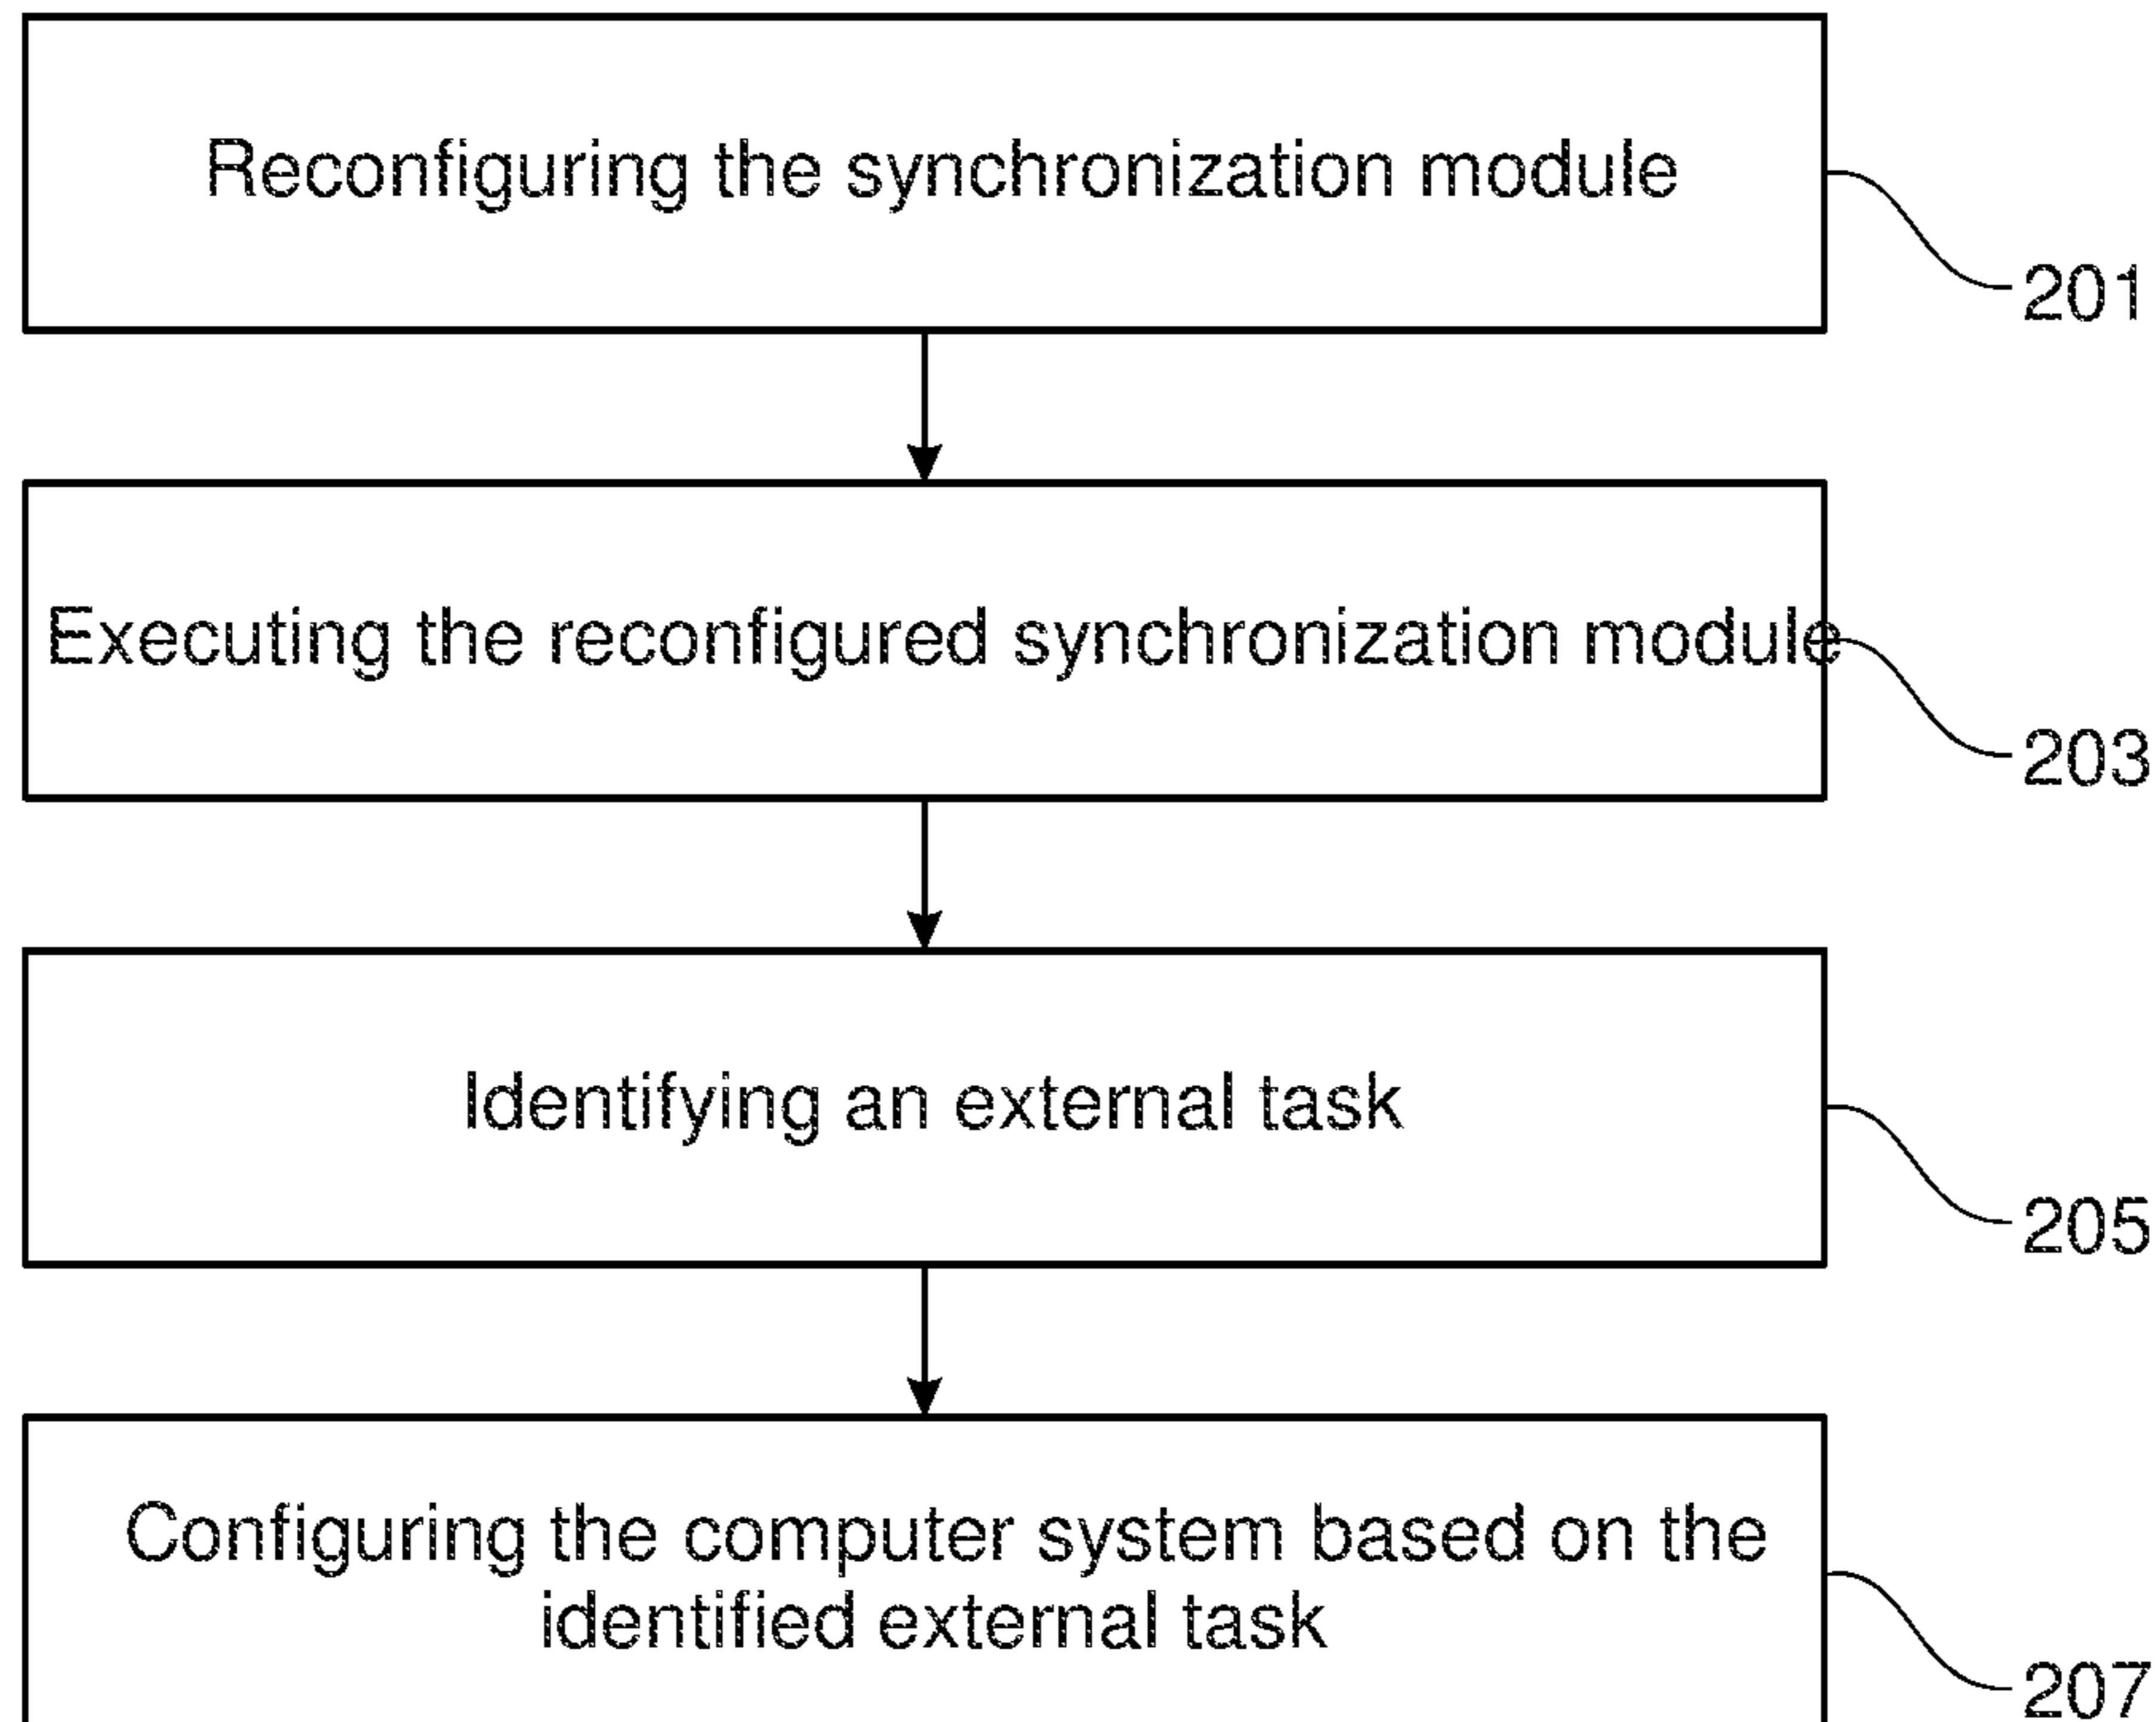 Reconfiguring the synchronization module
201
Executing the reconfigured synchronization module
203
Identifying an external task
205
Configuring the computer system based on the
identified external task
207